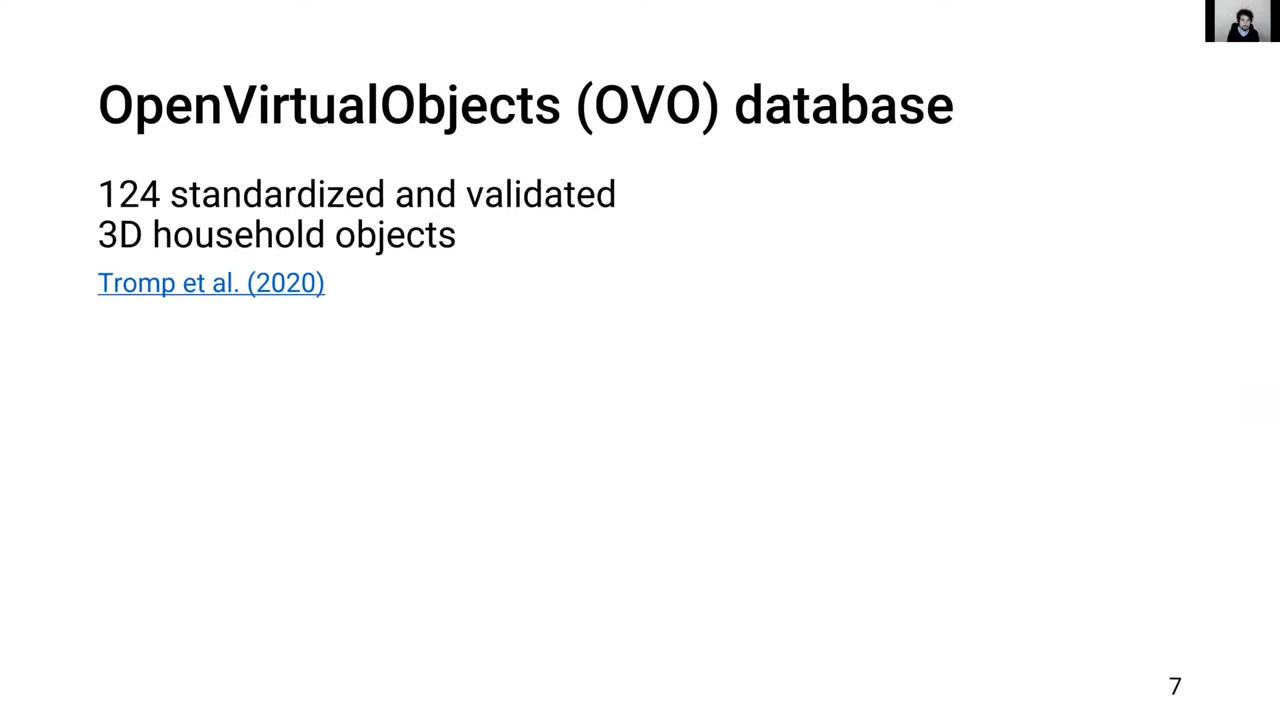 OpenVirtualObjects (OVO) database
124 standardized and validated
3D household objects
Tromp et al. (2020)
7